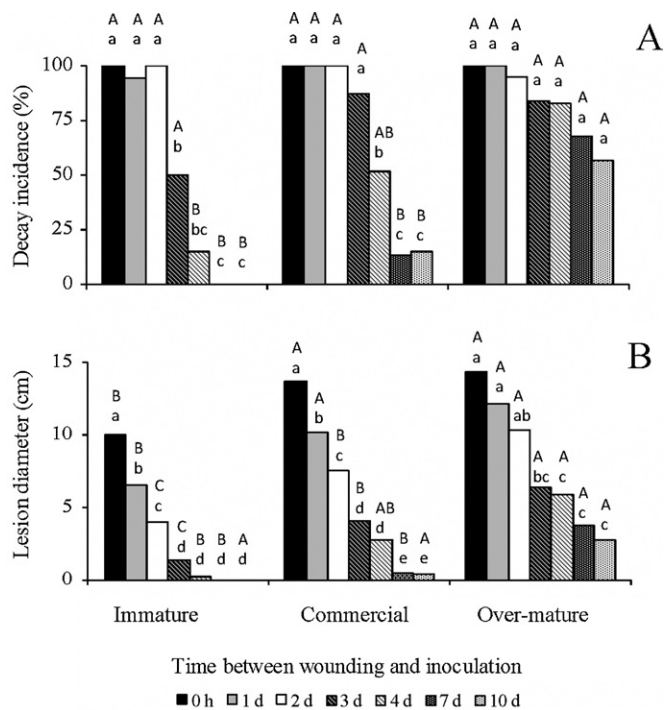 A A A A A A A A A
a a a A a a a A a
100 a A A
A a a A
75 A AB a A
b b a
Decay incidence (%)
50
B
25 bc B B B B
c c c c
0
B
15 A A
a A A
B A a A
a b ab
10 B B
b C c A
c B bc A
5 C d AB c A A
d B B A d B A c c
d d d e e
0
Lesion diameter (cm)
Immature Commercial Over-mature
Time between wounding and inoculation
0 h 1 d 2 d 3 d 4 d 7 d 10 d